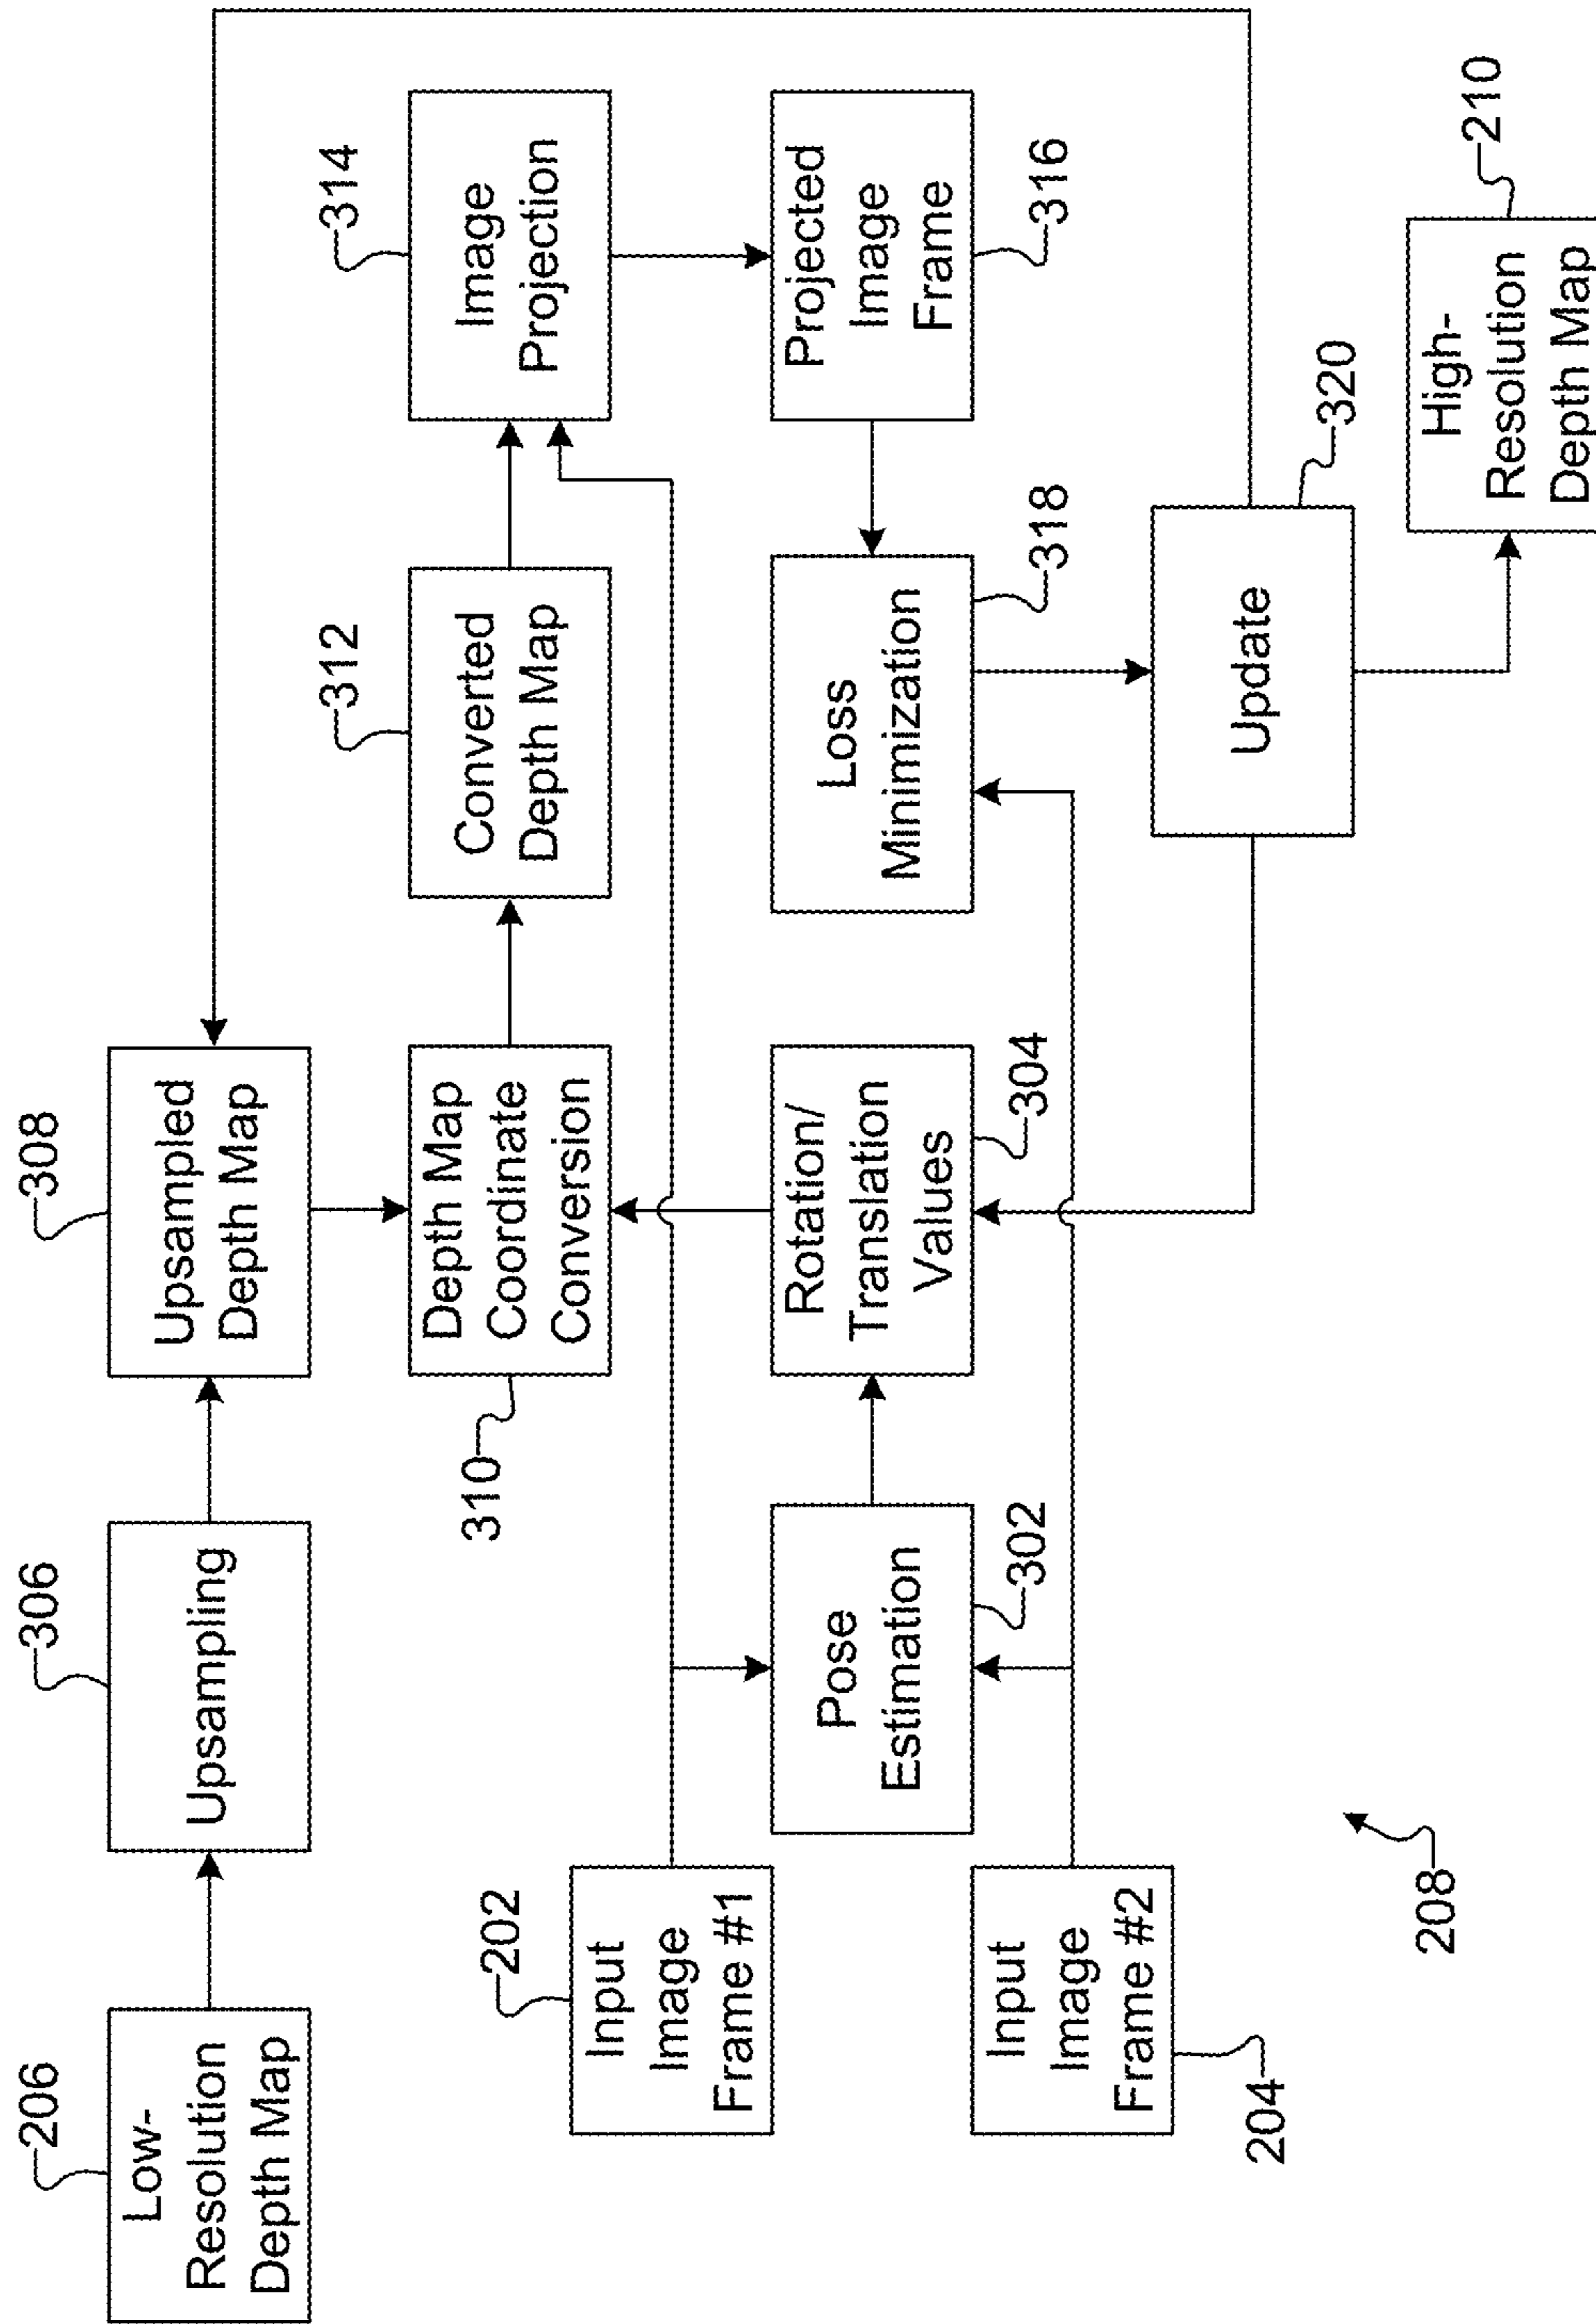 206
Low-
Resolution
Depth Map
306
Upsampling
308
Upsampled
Depth Map
310
Depth Map
Coordinate
Conversion
312
Converted
Depth Map
314
Image
Projection
202
Input
Image
Frame #1
302
Pose
Estimation
304
Rotation/
Translation
Values
318
Loss
Minimization
316
Projected
Image
Frame
204
Input
Image
Frame #2
320
Update
210
High-
Resolution
Depth Map
208